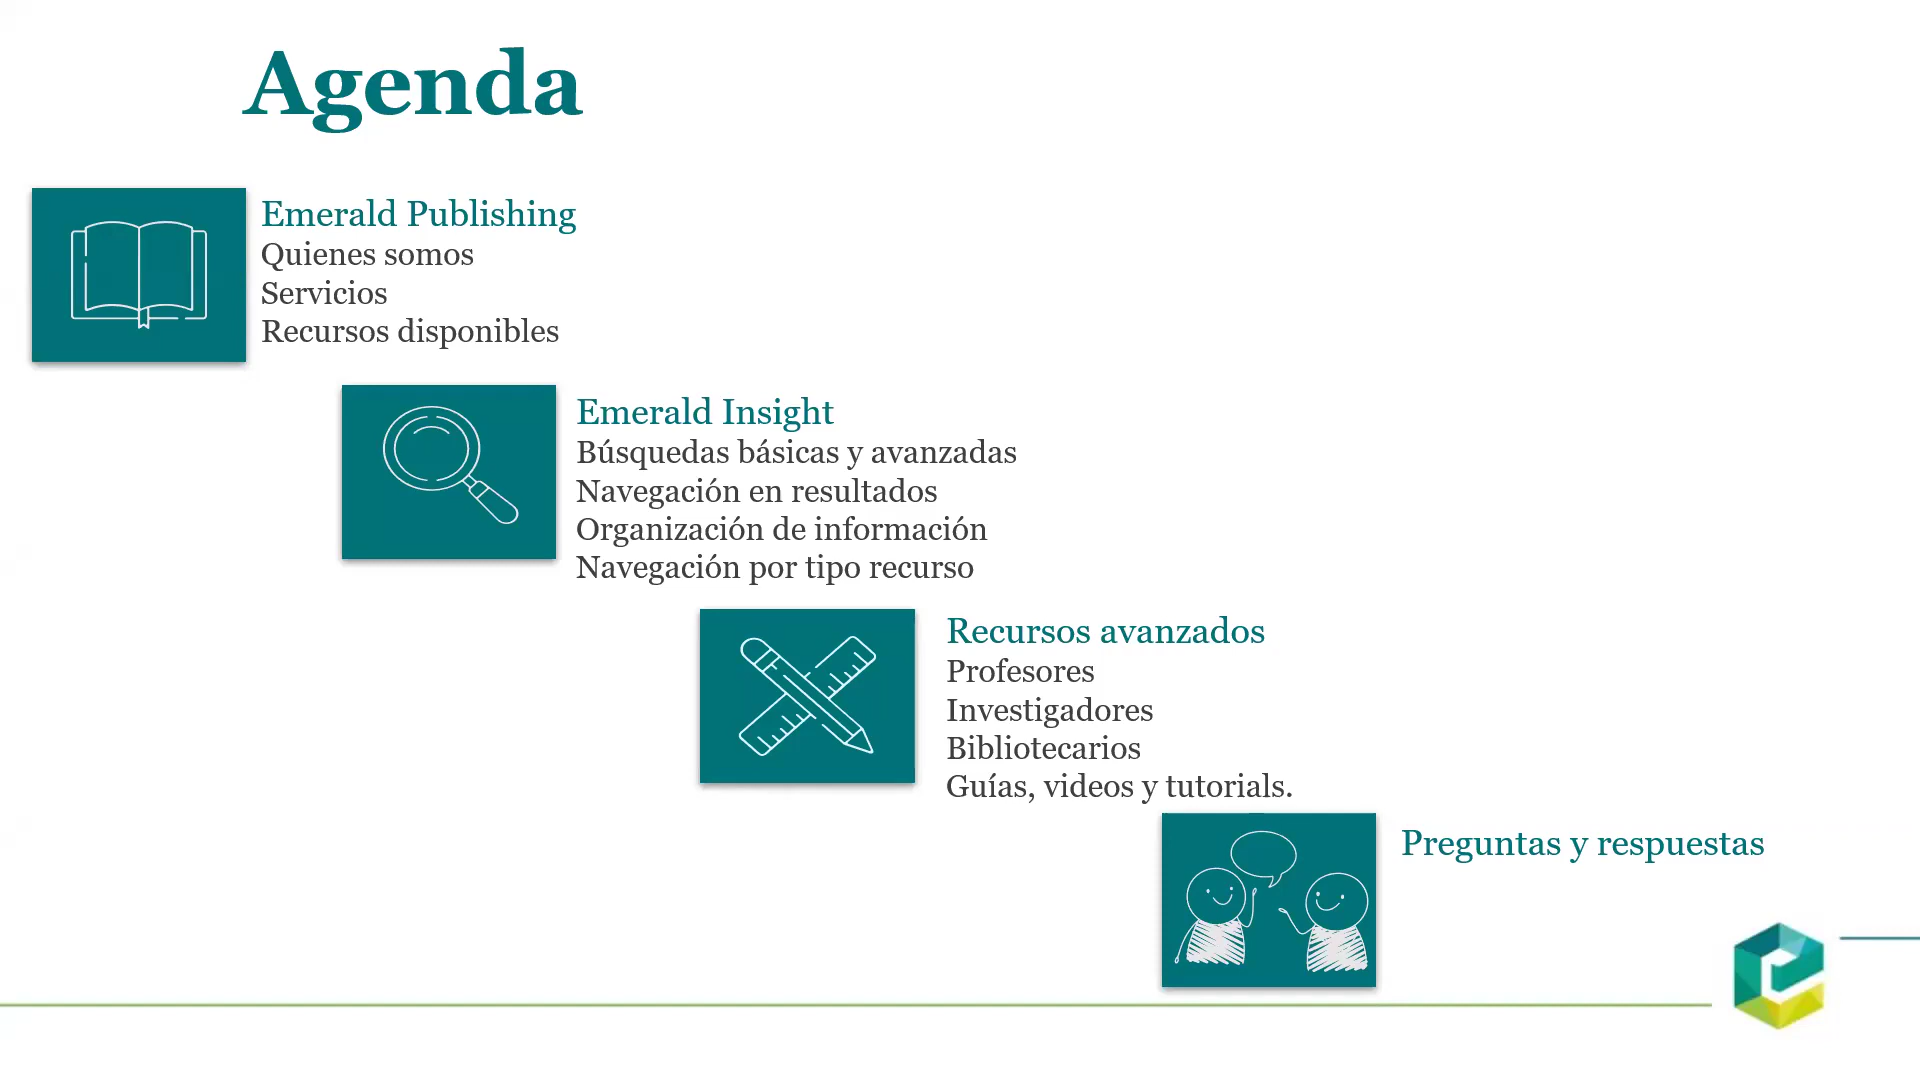 Agenda
Emerald Publishing
Quienes somos
Servicios
Recursos disponibles
Emerald Insight
Búsquedas básicas y avanzadas
Navegación en resultados
Organización de información
Navegación por tipo recurso
Recursos avanzados
Profesores
Investigadores
Bibliotecarios
Guías, videos y tutorials.
Preguntas y respuestas